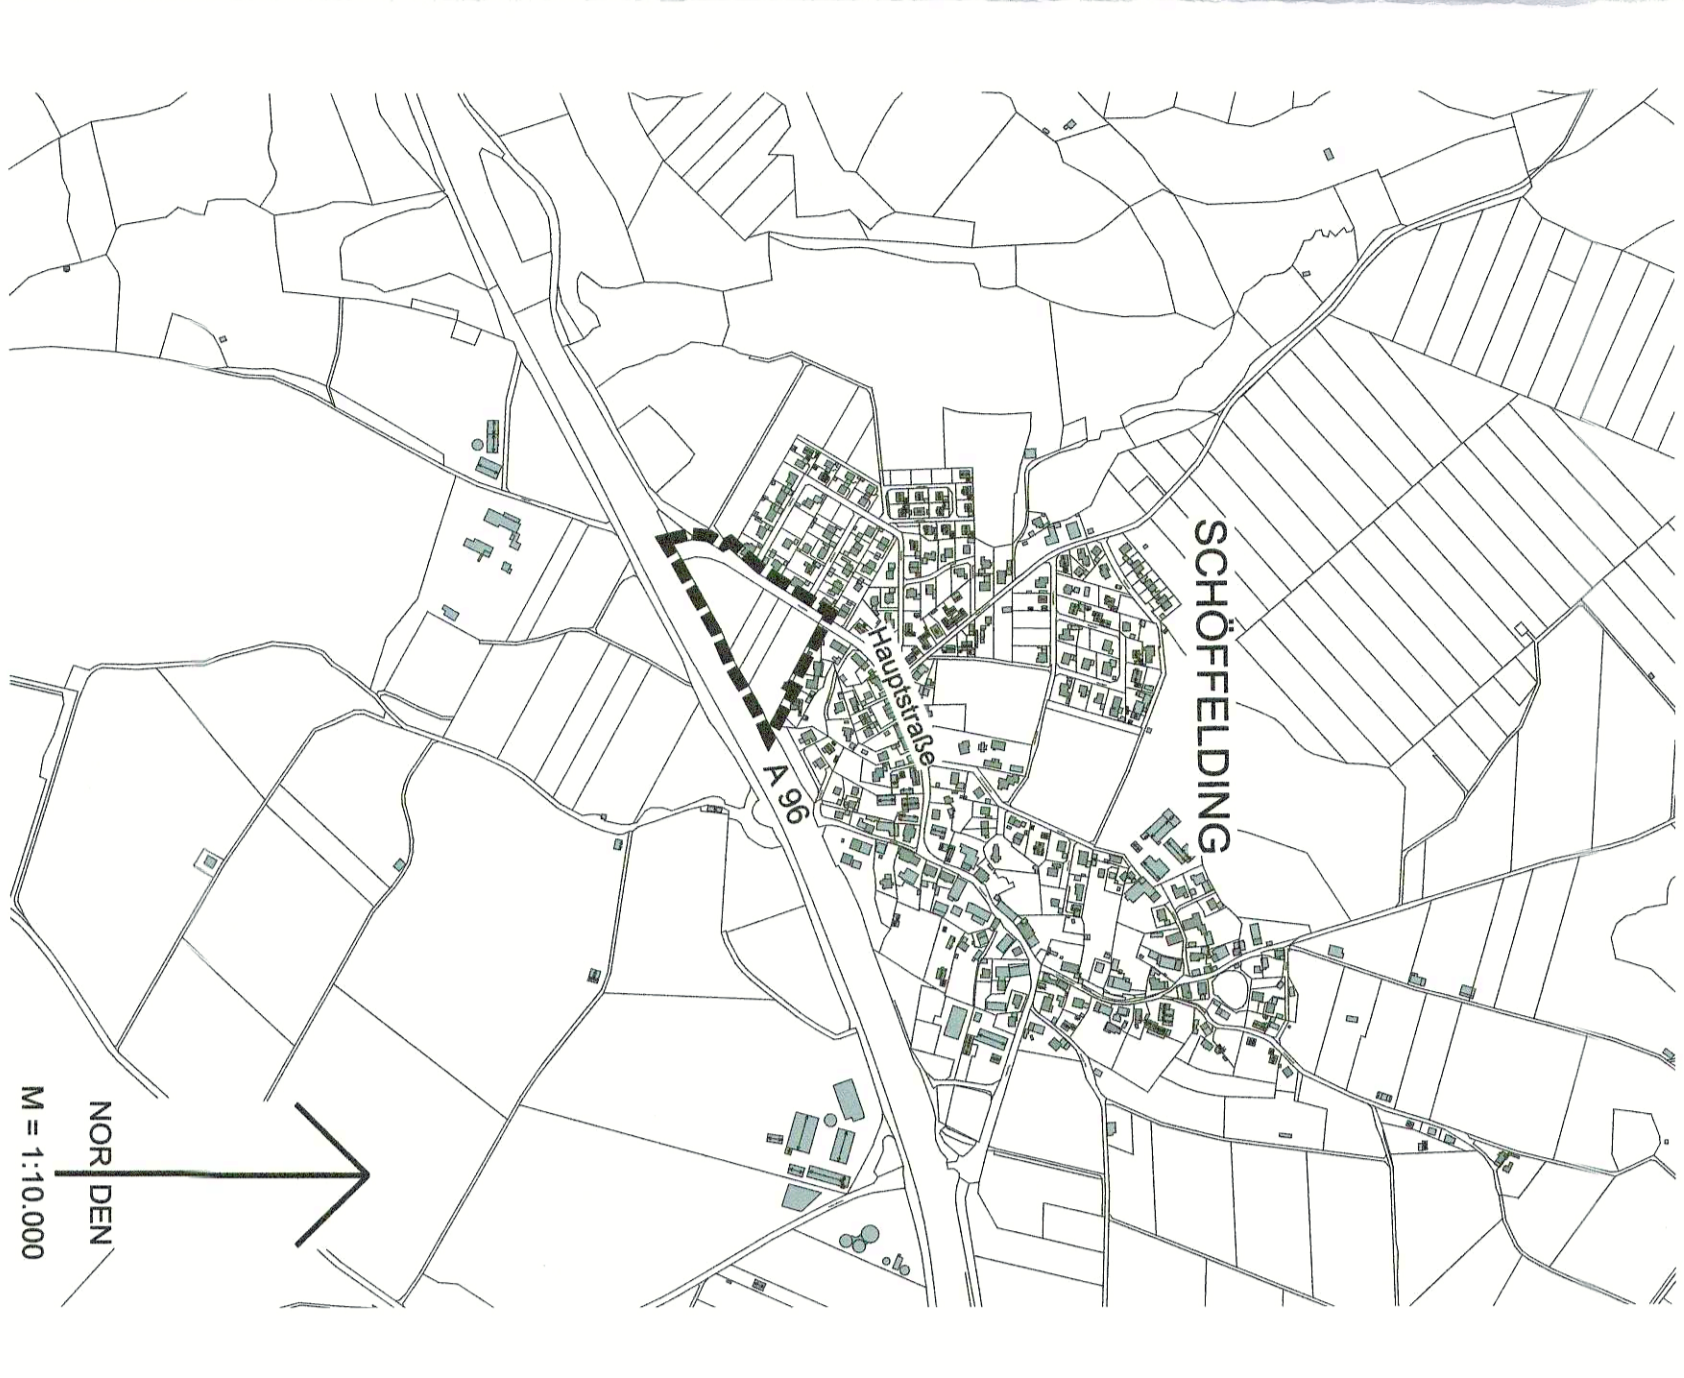 SCHÖFFELDING
Hauptstraße
A 96
NORDEN
M = 1:10.000